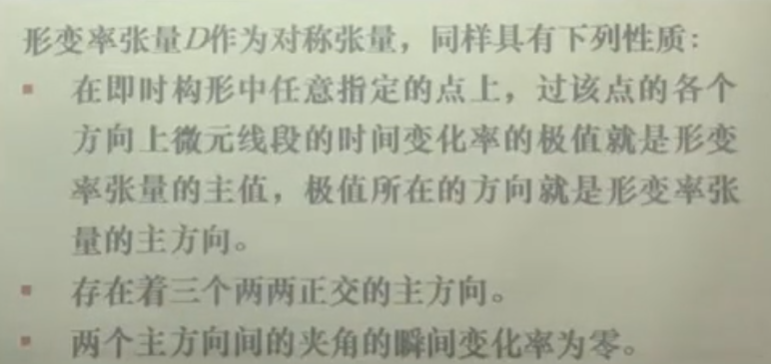 形变率张量D作为对称张量，同样具有下列性质：
▪ 在即时构形中任意指定的点上，过该点的各个
方向上微元线段的时间变化率的极值就是形变
率张量的主值，极值所在的方向就是形变率张
量的主方向。
▪ 存在着三个两两正交的主方向。
▪ 两个主方向间的夹角的瞬间变化率为零。